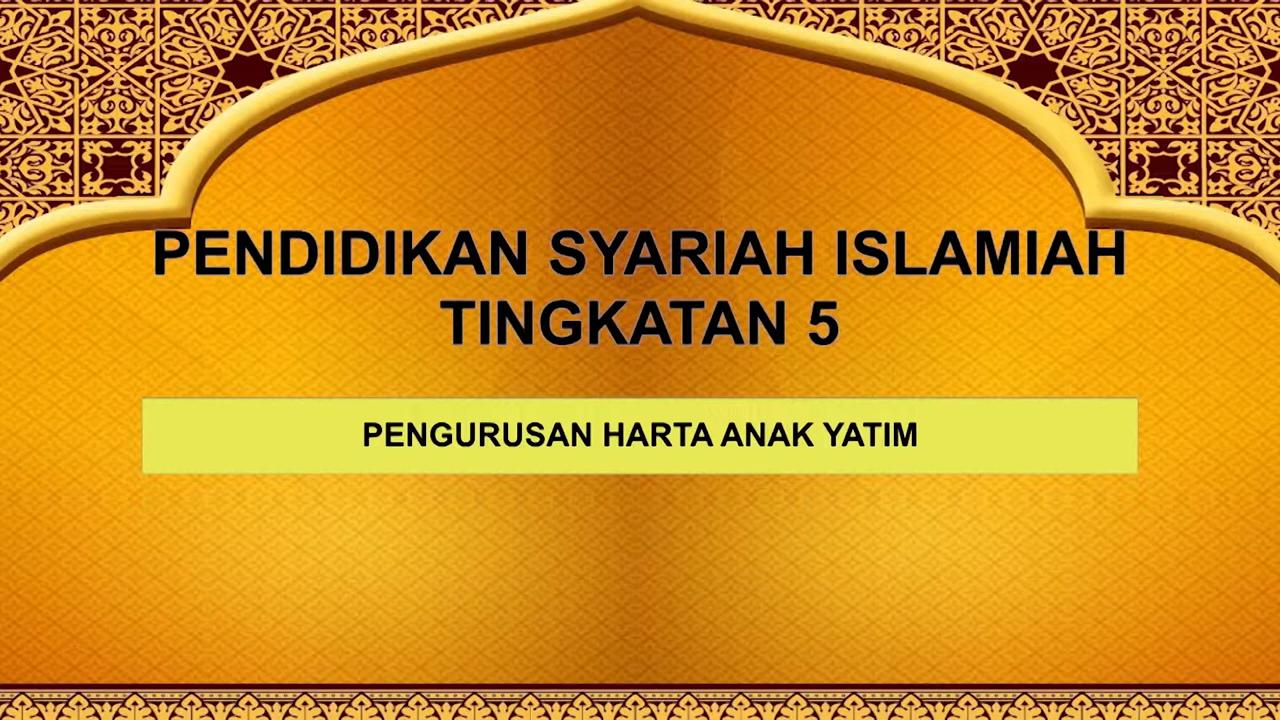 PENDIDIKAN SYARIAH ISLAMIAH
TINGKATAN 5
PENGURUSAN HARTA ANAK YATIM